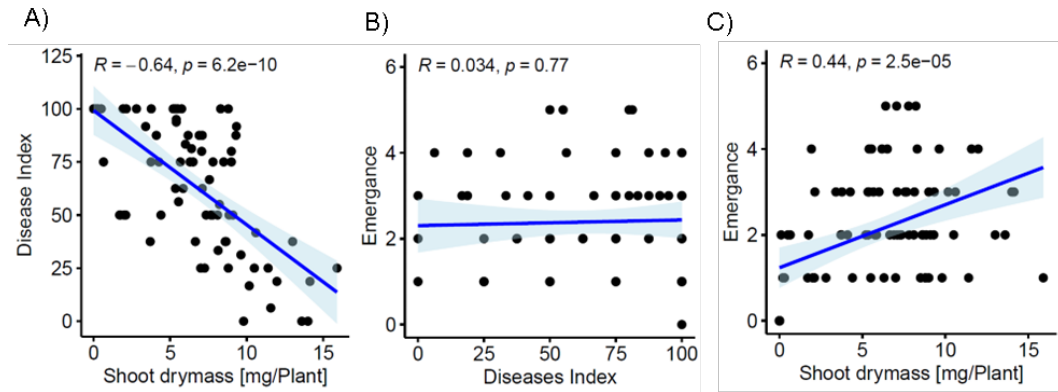 A)
R = −0.64, p = 6.2e−10
Disease Index
125
100
75
50
25
0
0 5 10 15
Shoot drymass [mg/Plant]
B)
R = 0.034, p = 0.77
Emergance
6
4
2
0
0 25 50 75 100
Diseases Index
C)
R = 0.44, p = 2.5e−05
Emergance
6
4
2
0
0 5 10 15
Shoot drymass [mg/Plant]